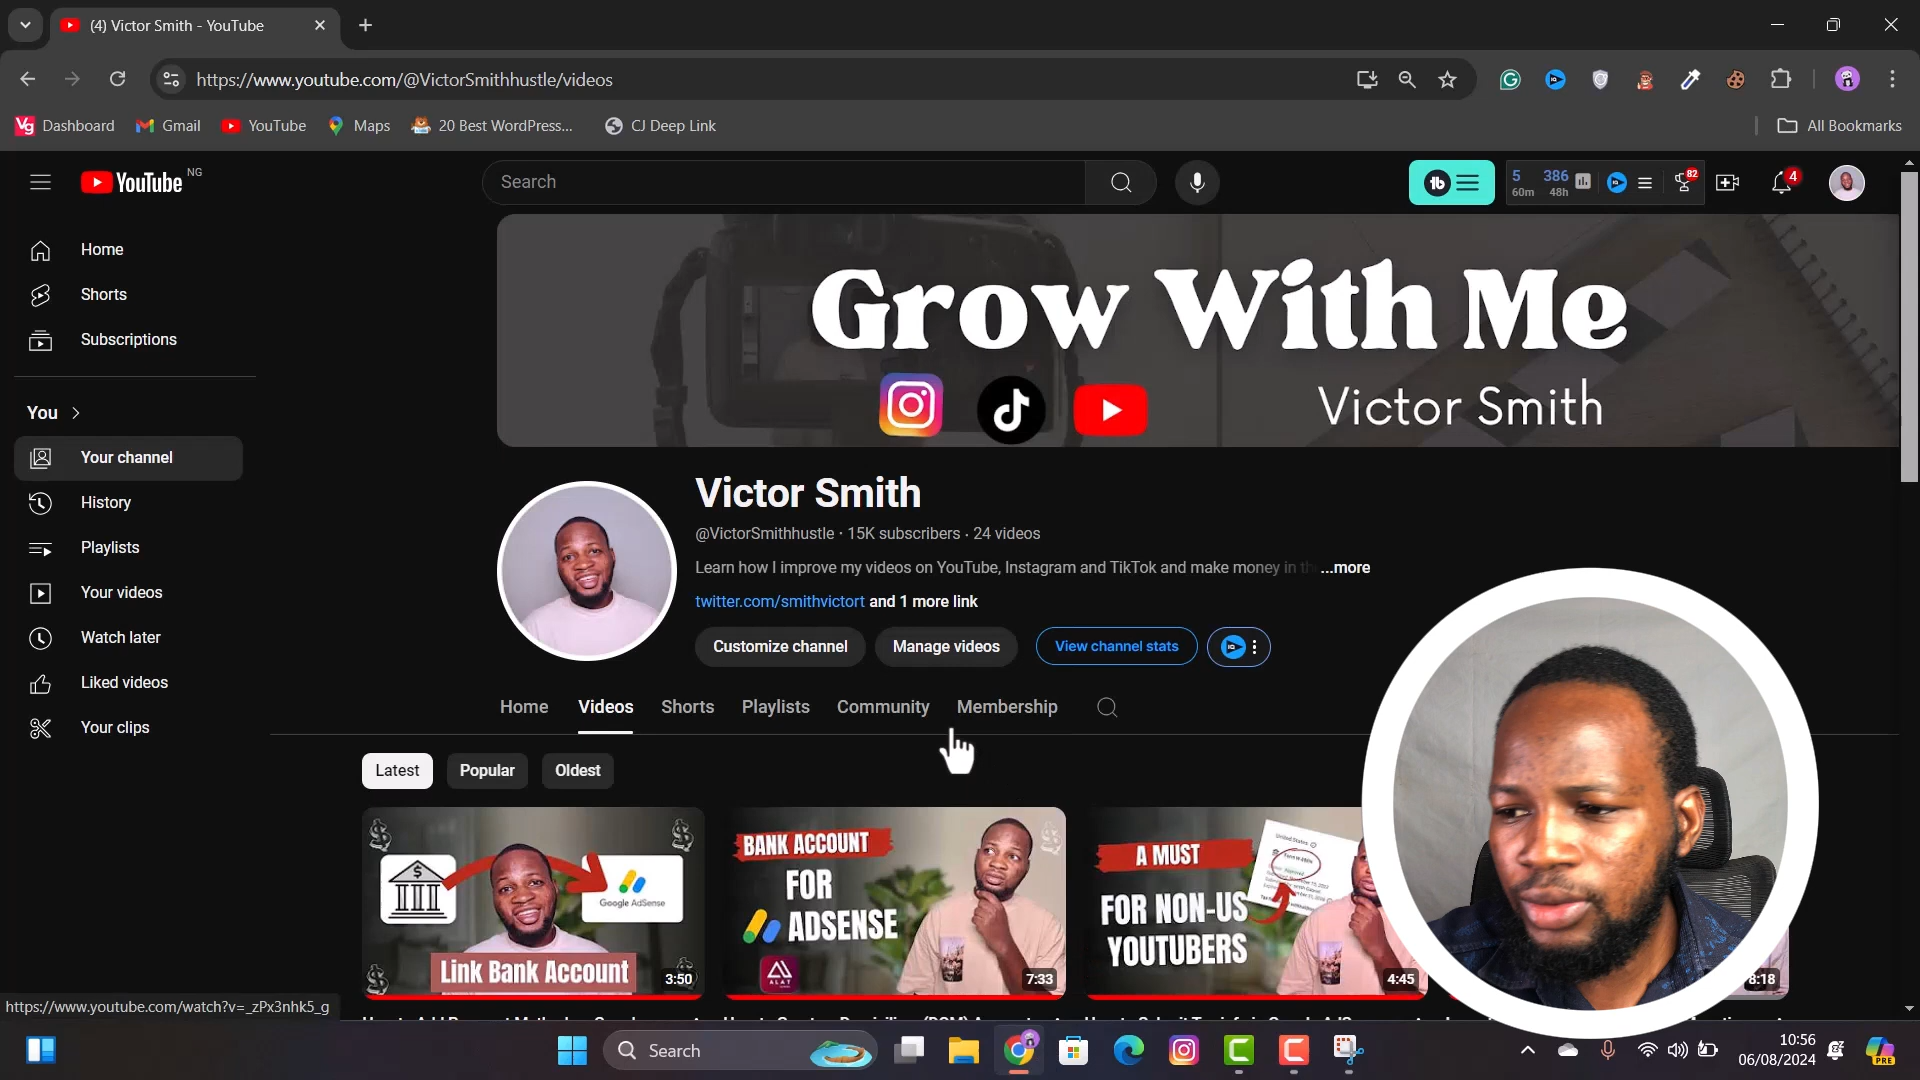 (4) Victor Smith - YouTube
https://www.youtube.com/@VictorSmithhustle/videos
Dashboard
Gmail
YouTube
Maps
20 Best WordPress...
CJ Deep Link
All Bookmarks
YouTube NG
Search
5 60m
386 48h
82
4
Home
Shorts
Subscriptions
You
Your channel
History
Playlists
Your videos
Watch later
Liked videos
Your clips
Grow With Me
Victor Smith
Victor Smith
@VictorSmithhustle · 15K subscribers · 24 videos
Learn how I improve my videos on YouTube, Instagram and TikTok and make money in ...more
twitter.com/smithvictort and 1 more link
Customize channel
Manage videos
View channel stats
Home
Videos
Shorts
Playlists
Community
Membership
Latest
Popular
Oldest
Google AdSense
Link Bank Account
3:50
BANK ACCOUNT
FOR
ADSENSE
ALAT
7:33
A MUST
FOR NON-US
YOUTUBERS
United States
4:45
8:18
https://www.youtube.com/watch?v=_zPx3nhk5_g
Search
10:56
06/08/2024
PRE